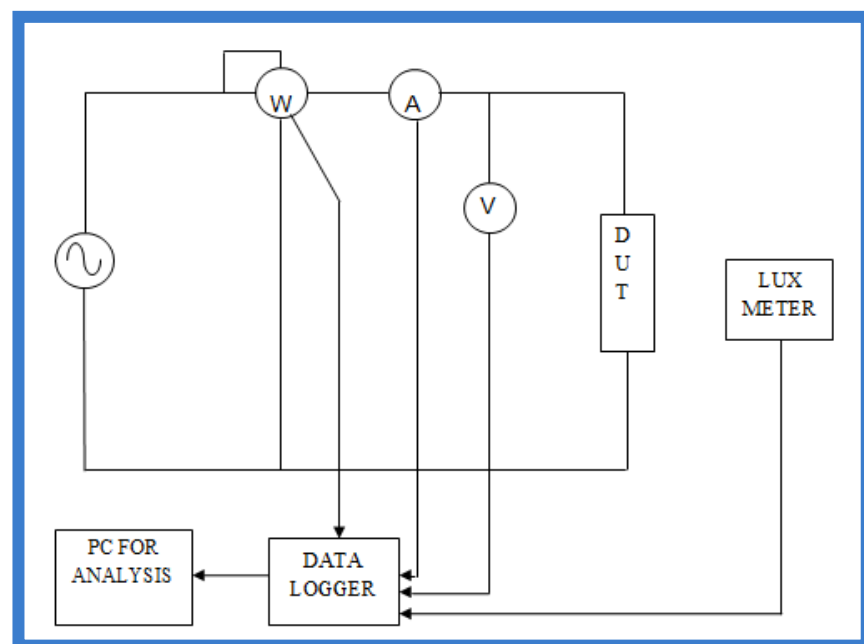 W
A
V
D
U
T
LUX
METER
PC FOR
ANALYSIS
DATA
LOGGER